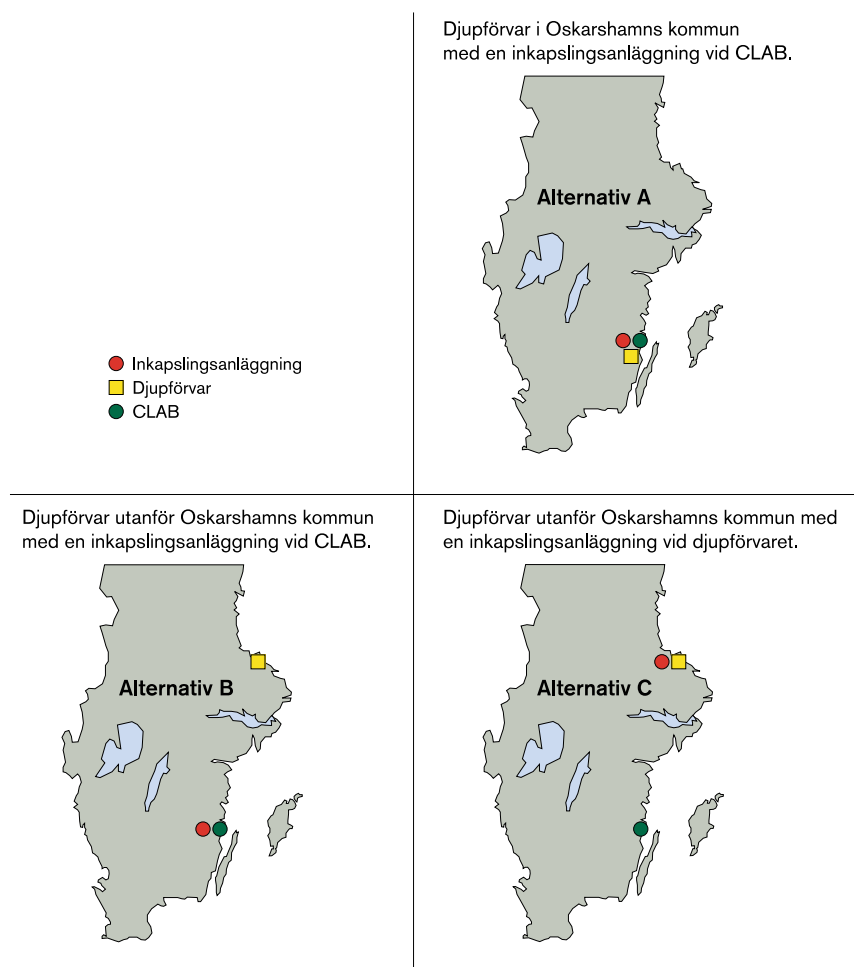 Djupförvar i Oskarshamns kommun
med en inkapslingsanläggning vid CLAB.
Alternativ A
Inkapslingsanläggning
Djupförvar
CLAB
Djupförvar utanför Oskarshamns kommun
med en inkapslingsanläggning vid CLAB.
Alternativ B
Djupförvar utanför Oskarshamns kommun med
en inkapslingsanläggning vid djupförvaret.
Alternativ C